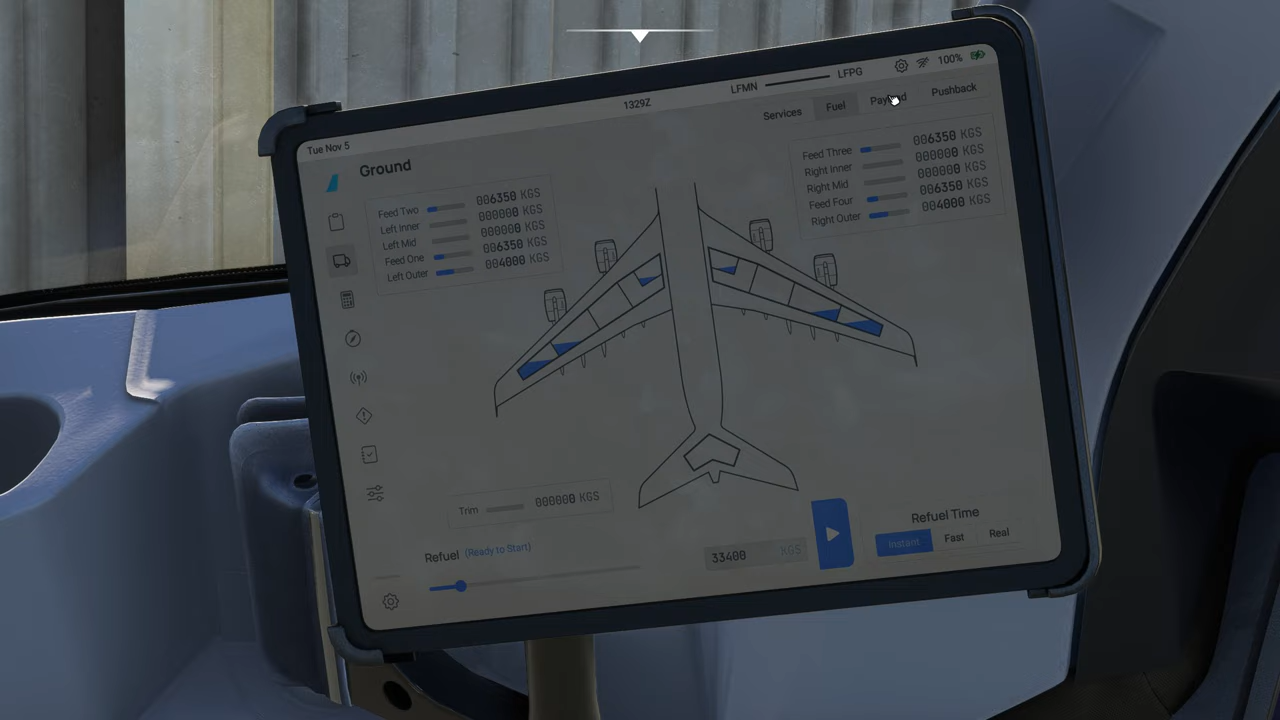 Tue Nov 5
1329Z
LFMN LFPG
100%
Ground
Services Fuel Payload Pushback
Feed Two 006350 KGS
Left Inner 000000 KGS
Left Mid 000000 KGS
Feed One 006350 KGS
Left Outer 004000 KGS
Feed Three 006350 KGS
Right Inner 000000 KGS
Right Mid 000000 KGS
Feed Four 006350 KGS
Right Outer 004000 KGS
Trim 000000 KGS
Refuel (Ready to Start)
33400 KGS
Refuel Time
Instant Fast Real